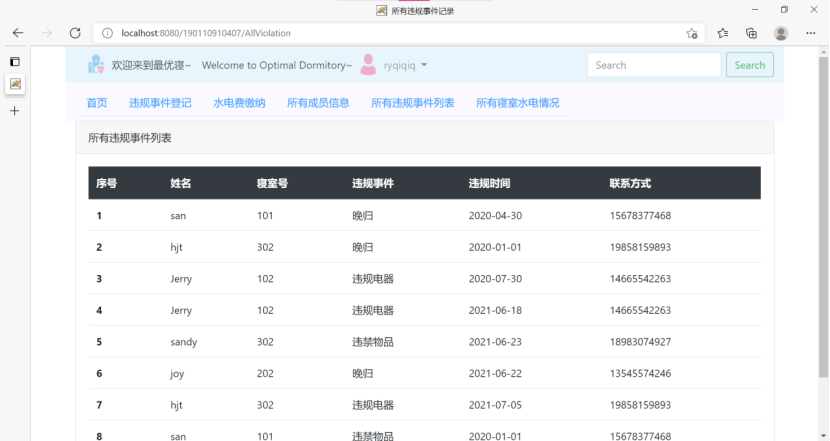 所有违规事件记录
localhost:8080/190110910407/AllViolation
欢迎来到最优寝~ Welcome to Optimal Dormitory~ ryqiqiq Search Search
首页 违规事件登记 水电费缴纳 所有成员信息 所有违规事件列表 所有寝室水电情况
所有违规事件列表
序号 姓名 寝室号 违规事件 违规时间 联系方式
1 san 101 晚归 2020-04-30 15678377468
2 hjt 302 晚归 2020-01-01 19858159893
3 Jerry 102 违规电器 2020-07-30 14665542263
4 Jerry 102 违规电器 2021-06-18 14665542263
5 sandy 302 违禁物品 2021-06-23 18983074927
6 joy 202 晚归 2021-06-22 13545574246
7 hjt 302 违规电器 2021-07-05 19858159893
8 san 101 违禁物品 2020-01-01 15678377468